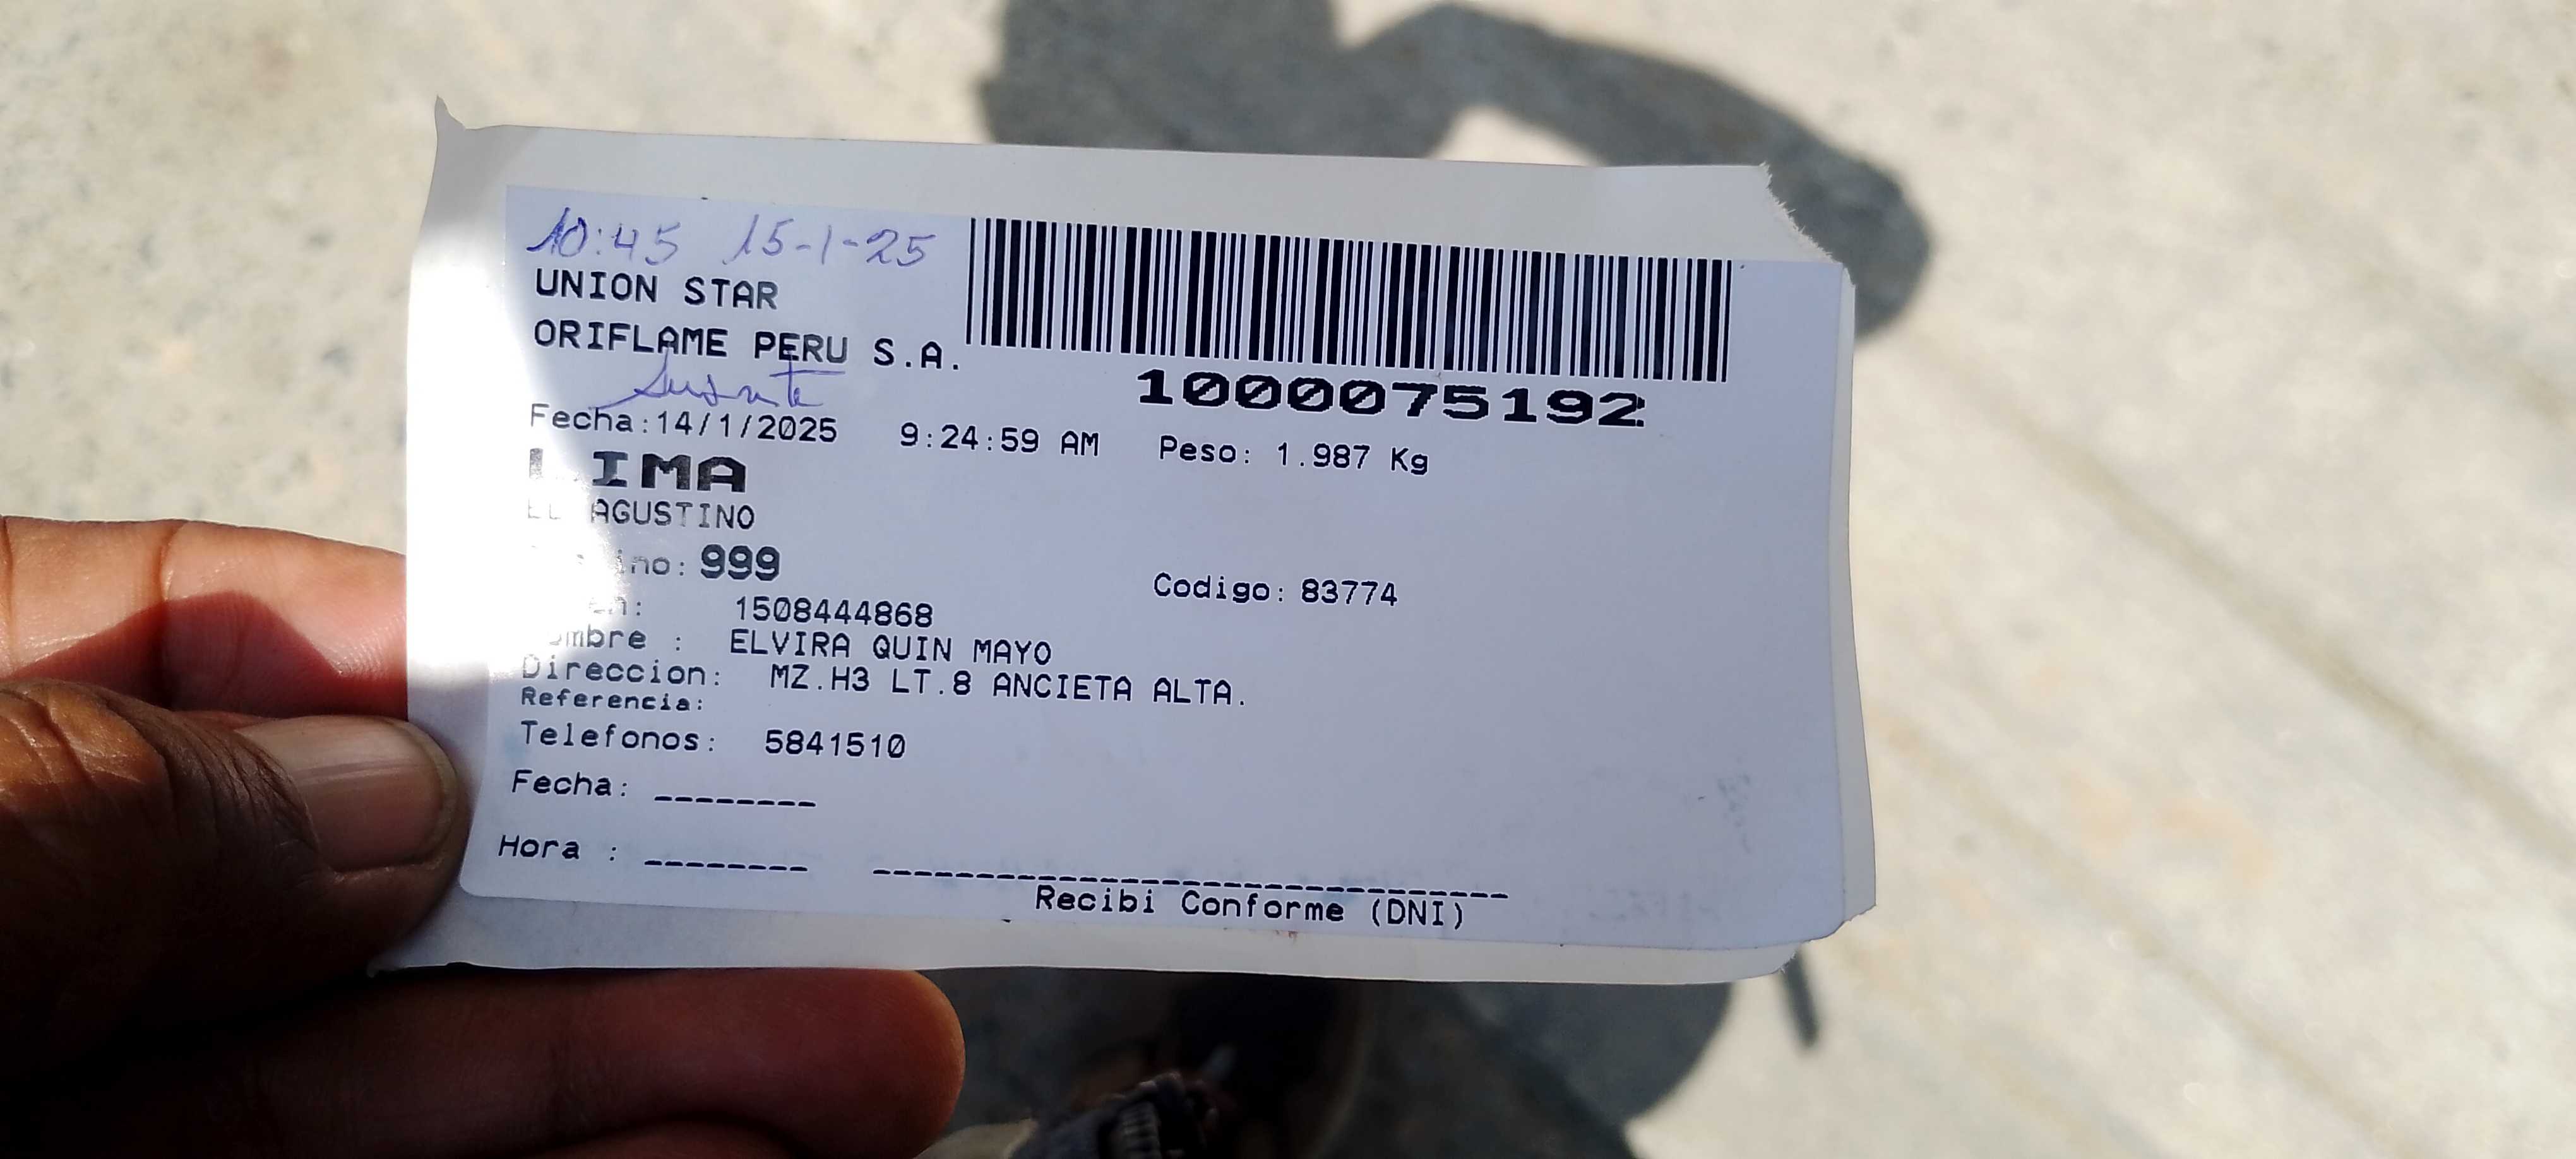 10:45 15-1-25
UNION STAR
ORIFLAME PERU S.A.
1000075192
Fecha:14/1/2025 9:24:59 AM Peso: 1.987 Kg
LIMA
EL AGUSTINO
999
Codigo: 83774
1508444868
ombre : ELVIRA QUIN MAYO
Direccion: MZ.H3 LT.8 ANCIETA ALTA.
Referencia:
Telefonos: 5841510
Fecha: --------
Hora : --------
Recibi Conforme (DNI)